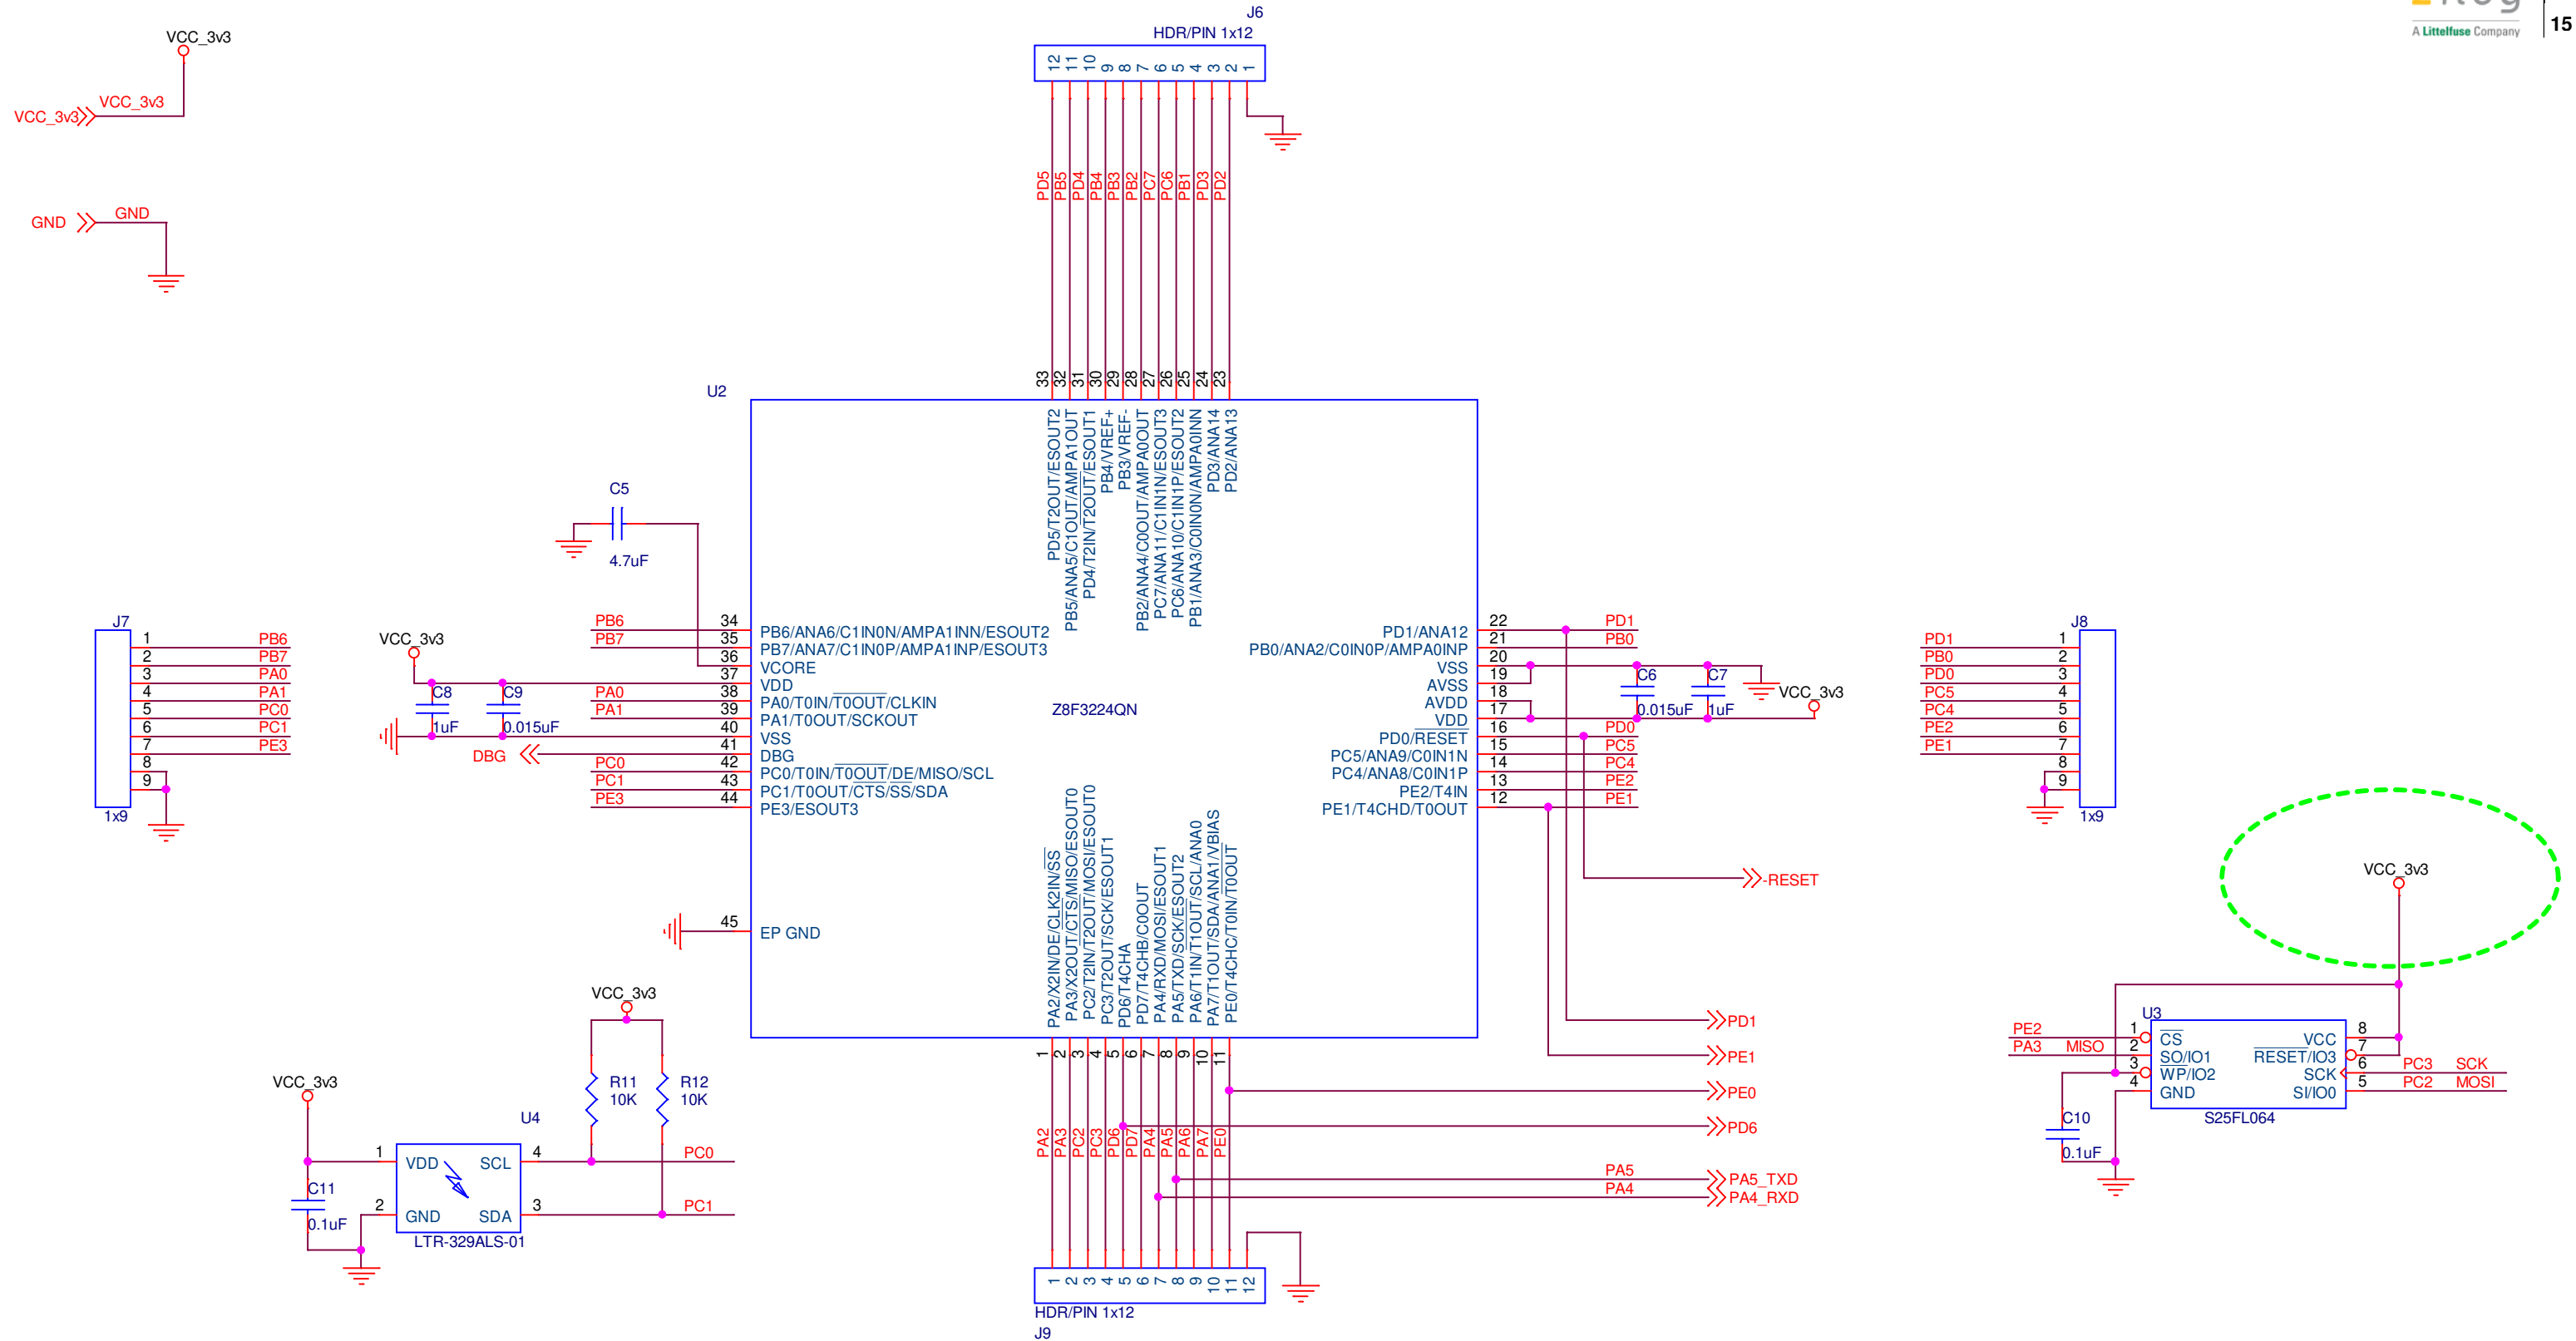 A Littelfuse Company
15
J6
HDR/PIN 1x12
12 11 10 9 8 7 6 5 4 3 2 1
VCC_3v3
VCC_3v3
VCC_3v3
GND
GND
PD5 PB5 PD4 PB4 PB3 PB2 PC7 PC6 PB1 PD3 PD2
33 32 31 30 29 28 27 26 25 24 23
U2
PD5/T2OUT/ESOUT2
PB5/ANA5/C1OUT/AMPA1OUT
PD4/T2IN/T2OUT/ESOUT1
PB4/VREF+
PB3/VREF-
PB2/ANA4/C0OUT/AMPA0OUT
PC7/ANA11/C1IN1N/ESOUT3
PC6/ANA10/C1IN1P/ESOUT2
PB1/ANA3/C0IN0N/AMPA0INN
PD3/ANA14
PD2/ANA13
C5
4.7uF
J7
1 PB6
2 PB7
3 PA0
4 PA1
5 PC0
6 PC1
7 PE3
8
9
1x9
VCC_3v3
C8
1uF
C9
0.015uF
DBG
PB6 34 PB6/ANA6/C1IN0N/AMPA1INN/ESOUT2
PB7 35 PB7/ANA7/C1IN0P/AMPA1INP/ESOUT3
36 VCORE
37 VDD
PA0 38 PA0/T0IN/T0OUT/CLKIN
PA1 39 PA1/T0OUT/SCKOUT
40 VSS
41 DBG
PC0 42 PC0/T0IN/T0OUT/DE/MISO/SCL
PC1 43 PC1/T0OUT/CTS/SS/SDA
PE3 44 PE3/ESOUT3
45 EP GND
Z8F3224QN
PD1/ANA12 22 PD1
PB0/ANA2/C0IN0P/AMPA0INP 21 PB0
VSS 20
AVSS 19
AVDD 18
VDD 17
PD0/RESET 16 PD0
PC5/ANA9/C0IN1N 15 PC5
PC4/ANA8/C0IN1P 14 PC4
PE2/T4IN 13 PE2
PE1/T4CHD/T0OUT 12 PE1
C6
0.015uF
C7
1uF
VCC_3v3
-RESET
J8
PD1 1
PB0 2
PD0 3
PC5 4
PC4 5
PE2 6
PE1 7
8
9
1x9
PA2/X2IN/DE/CLK2IN/SS
PA3/X2OUT/CTS/MISO/ESOUT0
PC2/T2IN/T2OUT/MOSI/ESOUT0
PC3/T2OUT/SCK/ESOUT1
PD6/T4CHA
PD7/T4CHB/C0OUT
PA4/RXD/MOSI/ESOUT1
PA5/TXD/SCK/ESOUT2
PA6/T1IN/T1OUT/SCL/ANA0
PA7/T1OUT/SDA/ANA1/VBIAS
PE0/T4CHC/T0IN/T0OUT
1 2 3 4 5 6 7 8 9 10 11
PA2 PA3 PC2 PC3 PD6 PD7 PA4 PA5 PA6 PA7 PE0
PD1
PE1
PE0
PD6
PA5 PA5_TXD
PA4 PA4_RXD
1 2 3 4 5 6 7 8 9 10 11 12
HDR/PIN 1x12
J9
VCC_3v3
R11
10K
R12
10K
VCC_3v3
U4
1 VDD SCL 4 PC0
2 GND SDA 3 PC1
LTR-329ALS-01
C11
0.1uF
VCC_3v3
U3
PE2 1 CS VCC 8
PA3 MISO 2 SO/IO1 RESET/IO3 7
3 WP/IO2 SCK 6 PC3 SCK
4 GND SI/IO0 5 PC2 MOSI
S25FL064
C10
0.1uF